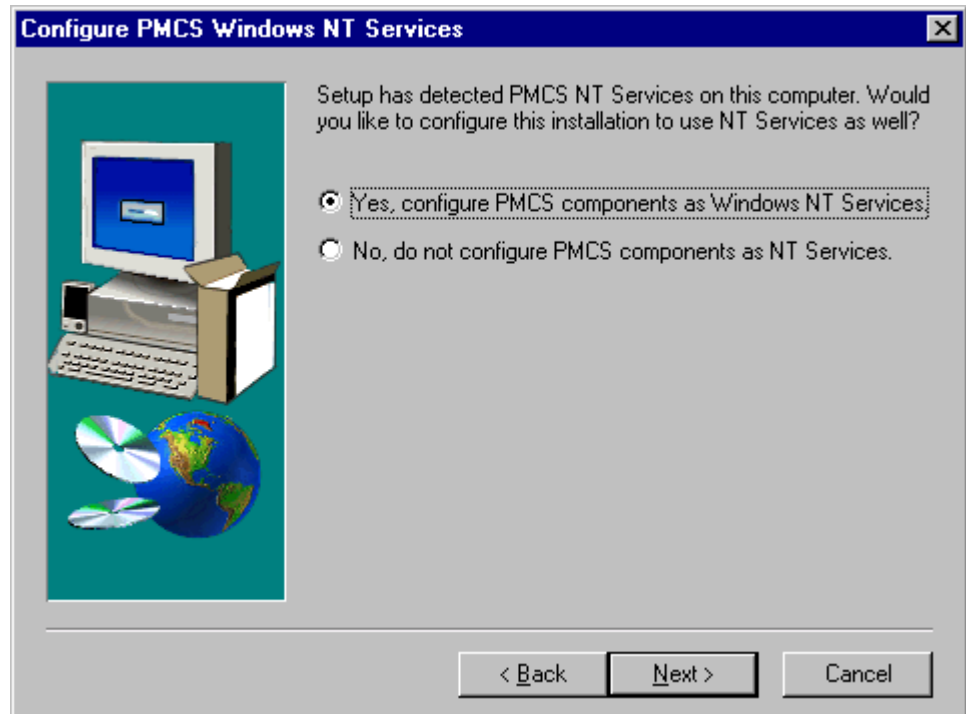 Configure PMCS Windows NT Services
Setup has detected PMCS NT Services on this computer. Would
you like to configure this installation to use NT Services as well?
Yes, configure PMCS components as Windows NT Services.
No, do not configure PMCS components as NT Services.
< Back
Next >
Cancel